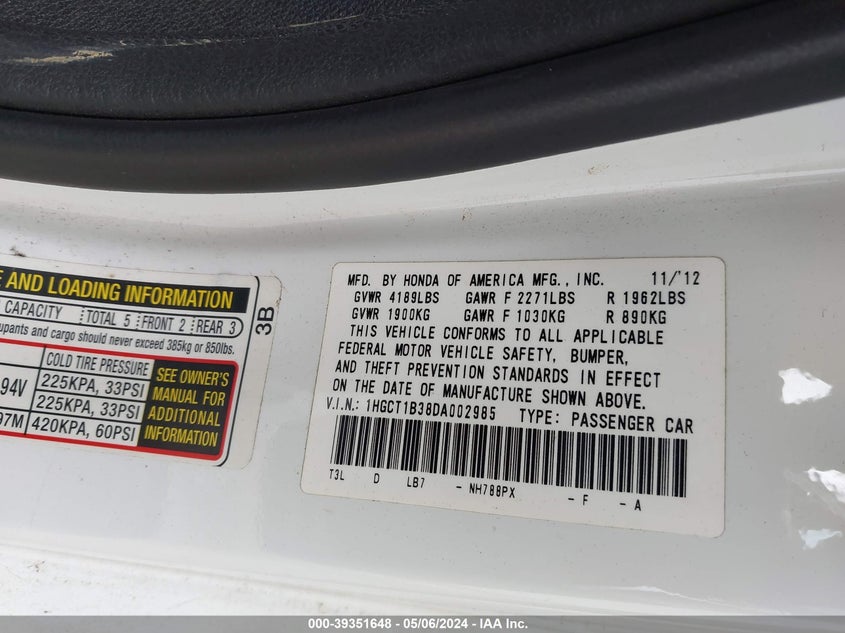 E AND LOADING INFORMATION
CAPACITY TOTAL 5 FRONT 2 REAR 3
upants and cargo should never exceed 385kg or 850lbs.
COLD TIRE PRESSURE
94V 225KPA, 33PSI
225KPA, 33PSI
97M 420KPA, 60PSI
SEE OWNER'S
MANUAL FOR
ADDITIONAL
INFORMATION
3B
MFD. BY HONDA OF AMERICA MFG., INC. 11/'12
GVWR 4189LBS GAWR F 2271LBS R 1962LBS
GVWR 1900KG GAWR F 1030KG R 890KG
THIS VEHICLE CONFORMS TO ALL APPLICABLE
FEDERAL MOTOR VEHICLE SAFETY, BUMPER,
AND THEFT PREVENTION STANDARDS IN EFFECT
ON THE DATE OF MANUFACTURE SHOWN ABOVE.
V.I.N.: 1HGCT1B38DA002985 TYPE: PASSENGER CAR
T3L D LB7 - NH788PX - F - A
000-39351648 - 05/06/2024 - IAA Inc.